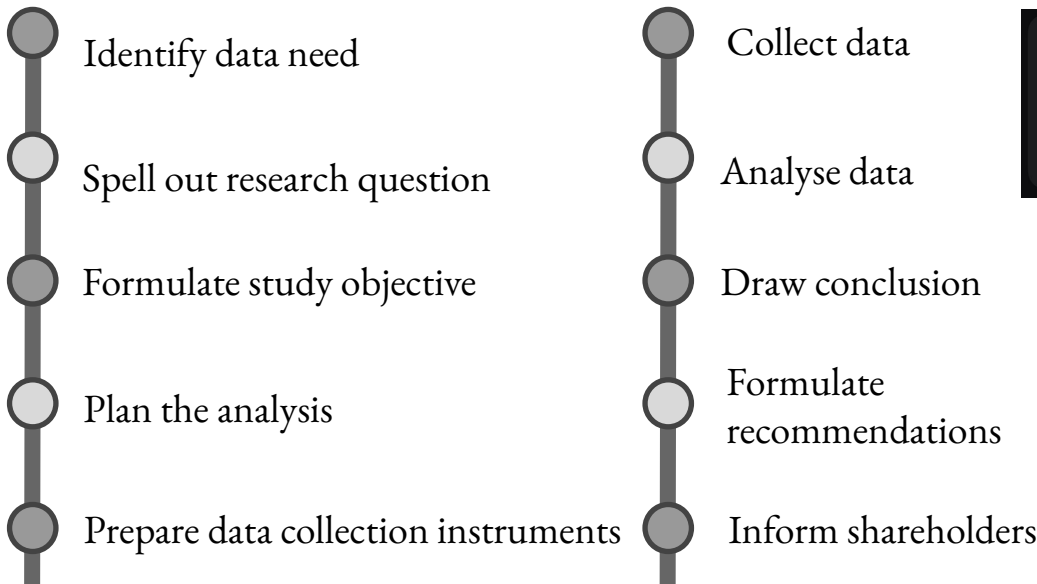 Identify data need
Spell out research question
Formulate study objective
Plan the analysis
Prepare data collection instruments
Collect data
Analyse data
Draw conclusion
Formulate
recommendations
Inform shareholders